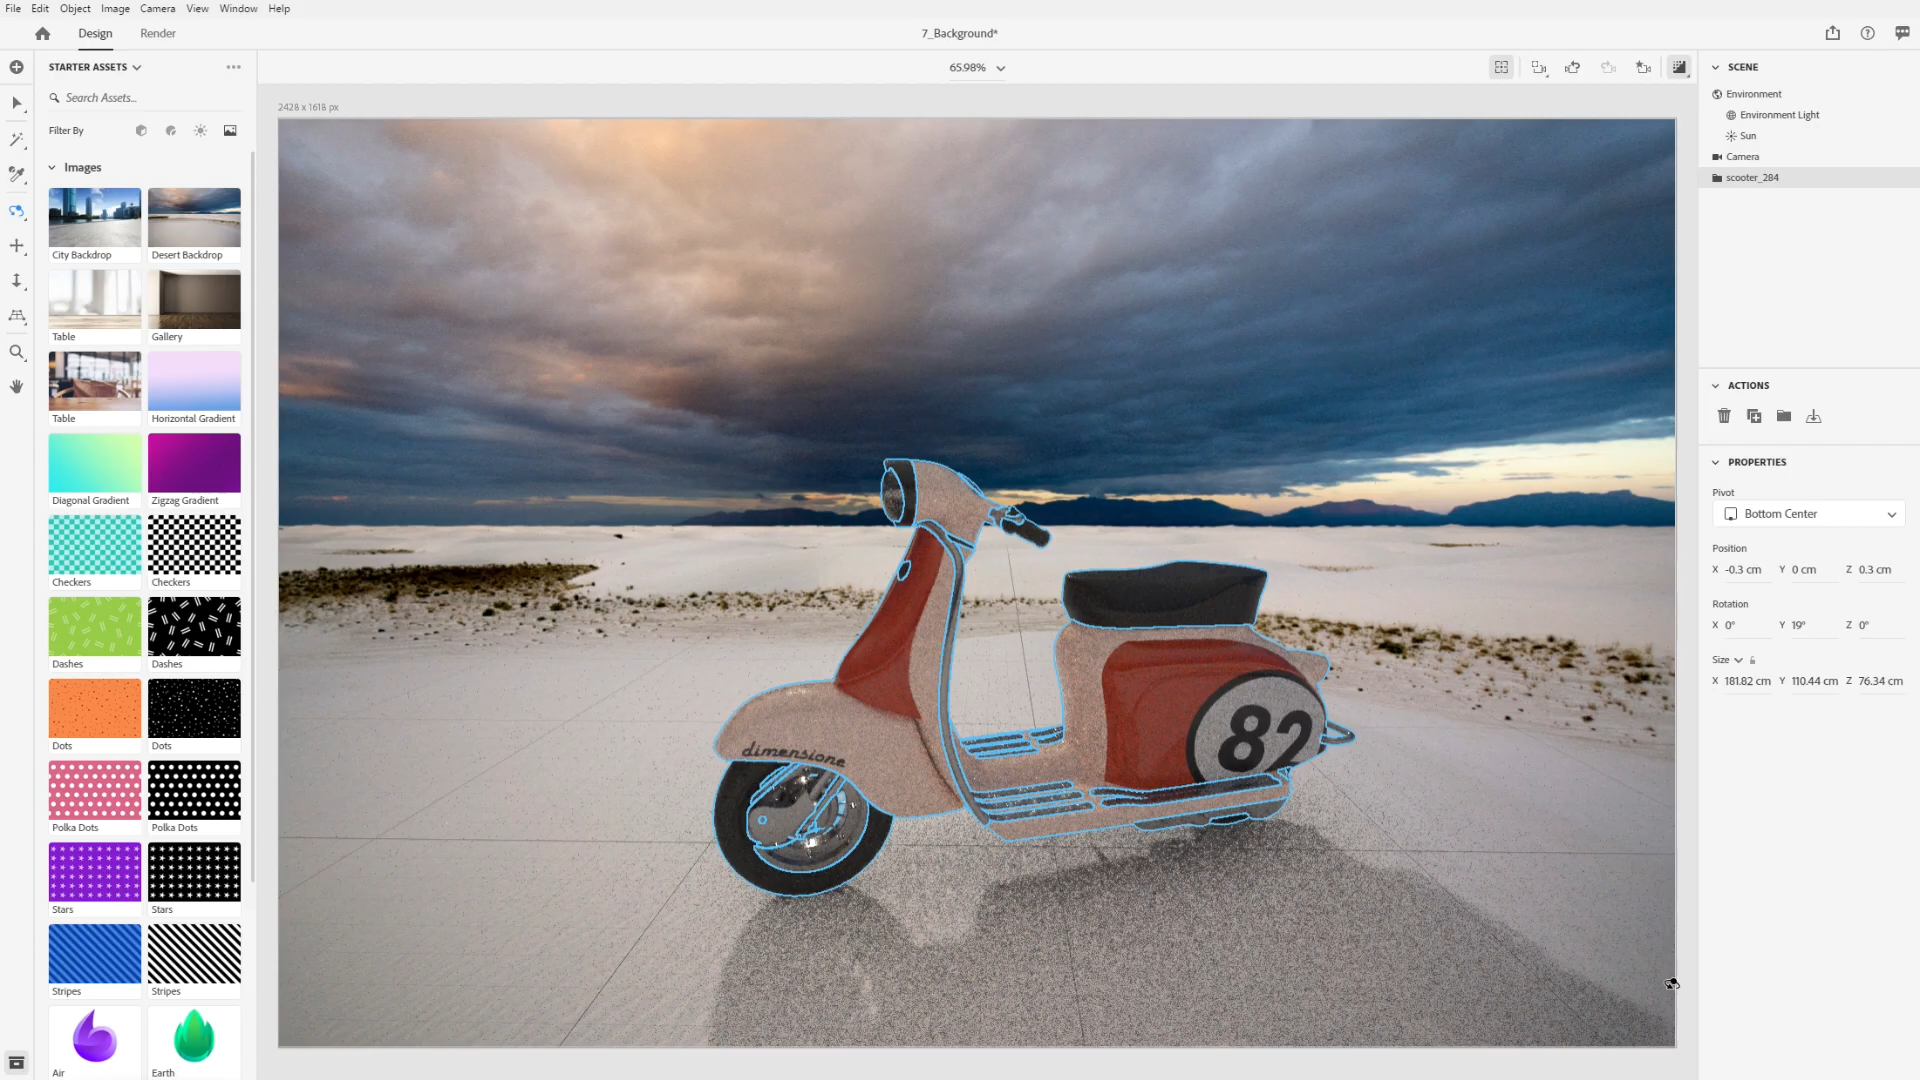 File Edit Object Image Camera View Window Help
Design Render 7_Background*
STARTER ASSETS
65.98%
Search Assets...
Filter By
Images
City Backdrop Desert Backdrop
Table Gallery
Table Horizontal Gradient
Diagonal Gradient Zigzag Gradient
Checkers Checkers
Dashes Dashes
Dots Dots
Polka Dots Polka Dots
Stars Stars
Stripes Stripes
Air Earth
2428 x 1618 px
dimensione
82
SCENE
Environment
Environment Light
Sun
Camera
scooter_284
ACTIONS
PROPERTIES
Pivot
Bottom Center
Position
X -0.3 cm Y 0 cm Z 0.3 cm
Rotation
X 0° Y 19° Z 0°
Size
X 181.82 cm Y 110.44 cm Z 76.34 cm